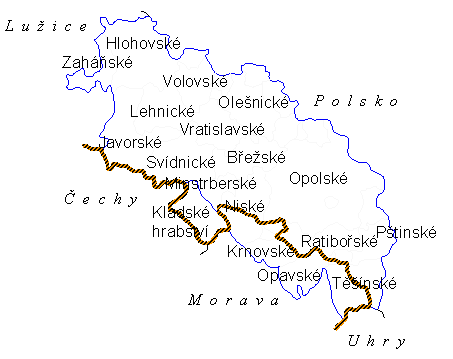 Lužice
Hlohovské
Zaháňské
Volovské
Olešnické
Polsko
Lehnické
Vratislavské
Javorské
Svídnické
Břežské
Minstrberské
Opolské
Čechy
Kladské
hrabství
Niské
Pštinské
Ratibořské
Krnovské
Opavské
Těšínské
Morava
Uhry